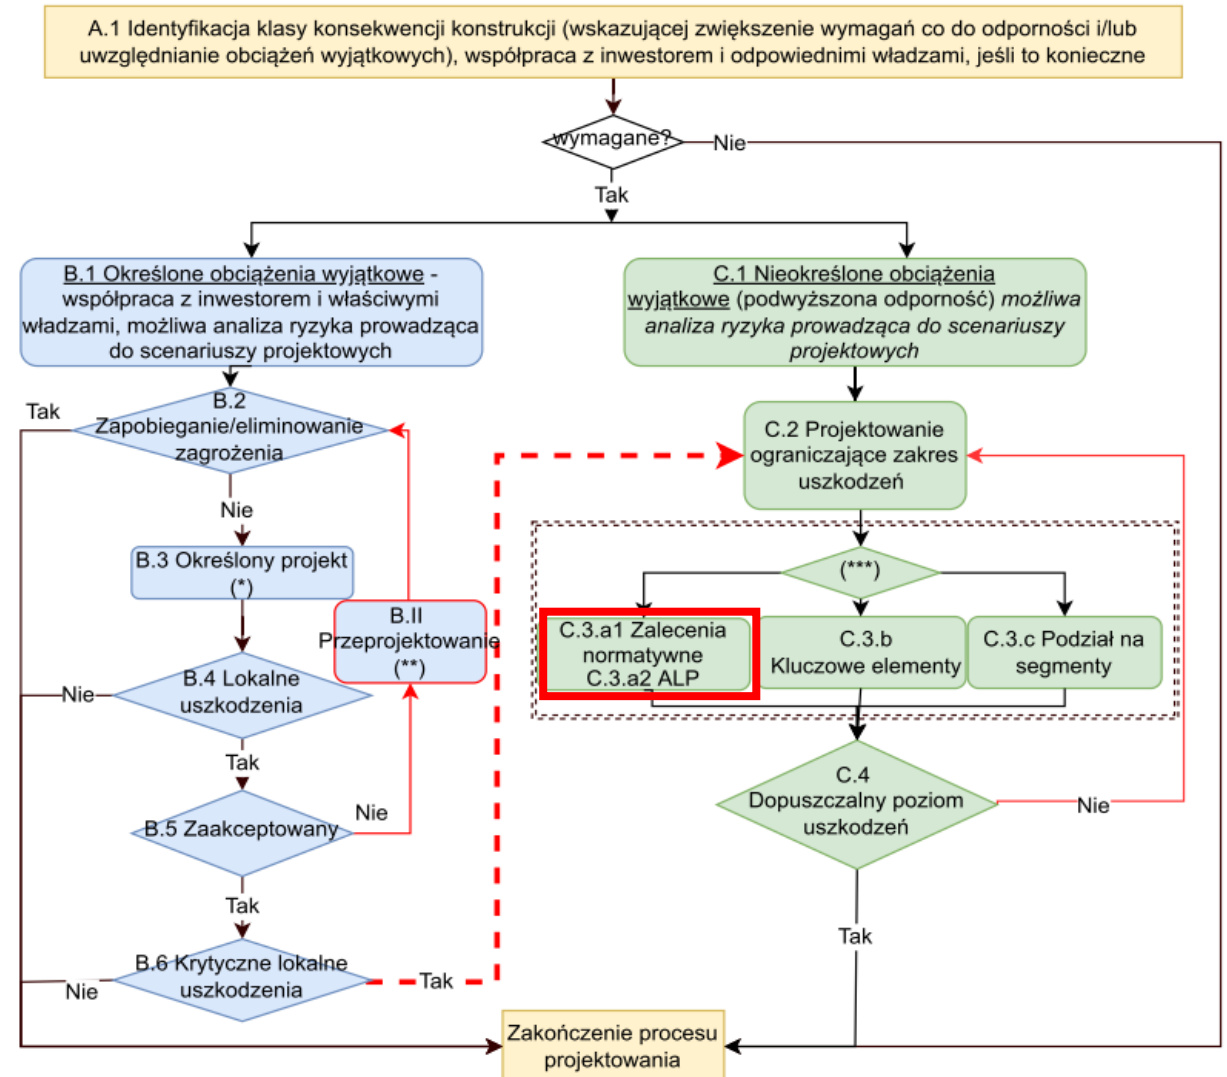 A.1 Identyfikacja klasy konsekwencji konstrukcji (wskazującej zwiększenie wymagań co do odporności i/lub
uwzględnianie obciążeń wyjątkowych), współpraca z inwestorem i odpowiednimi władzami, jeśli to konieczne
wymagane?
Nie
Tak
B.1 Określone obciążenia wyjątkowe -
współpraca z inwestorem i właściwymi
władzami, możliwa analiza ryzyka prowadząca
do scenariuszy projektowych
C.1 Nieokreślone obciążenia
wyjątkowe (podwyższona odporność) możliwa
analiza ryzyka prowadząca do scenariuszy
projektowych
Tak
B.2
Zapobieganie/eliminowanie
zagrożenia
Nie
B.3 Określony projekt
(*)
B.II
Przeprojektowanie
(**)
B.4 Lokalne
uszkodzenia
Nie
Tak
B.5 Zaakceptowany
Nie
Tak
B.6 Krytyczne lokalne
uszkodzenia
Nie
Tak
C.2 Projektowanie
ograniczające zakres
uszkodzeń
(***)
C.3.a1 Zalecenia
normatywne
C.3.a2 ALP
C.3.b
Kluczowe elementy
C.3.c Podział na
segmenty
C.4
Dopuszczalny poziom
uszkodzeń
Nie
Tak
Zakończenie procesu
projektowania